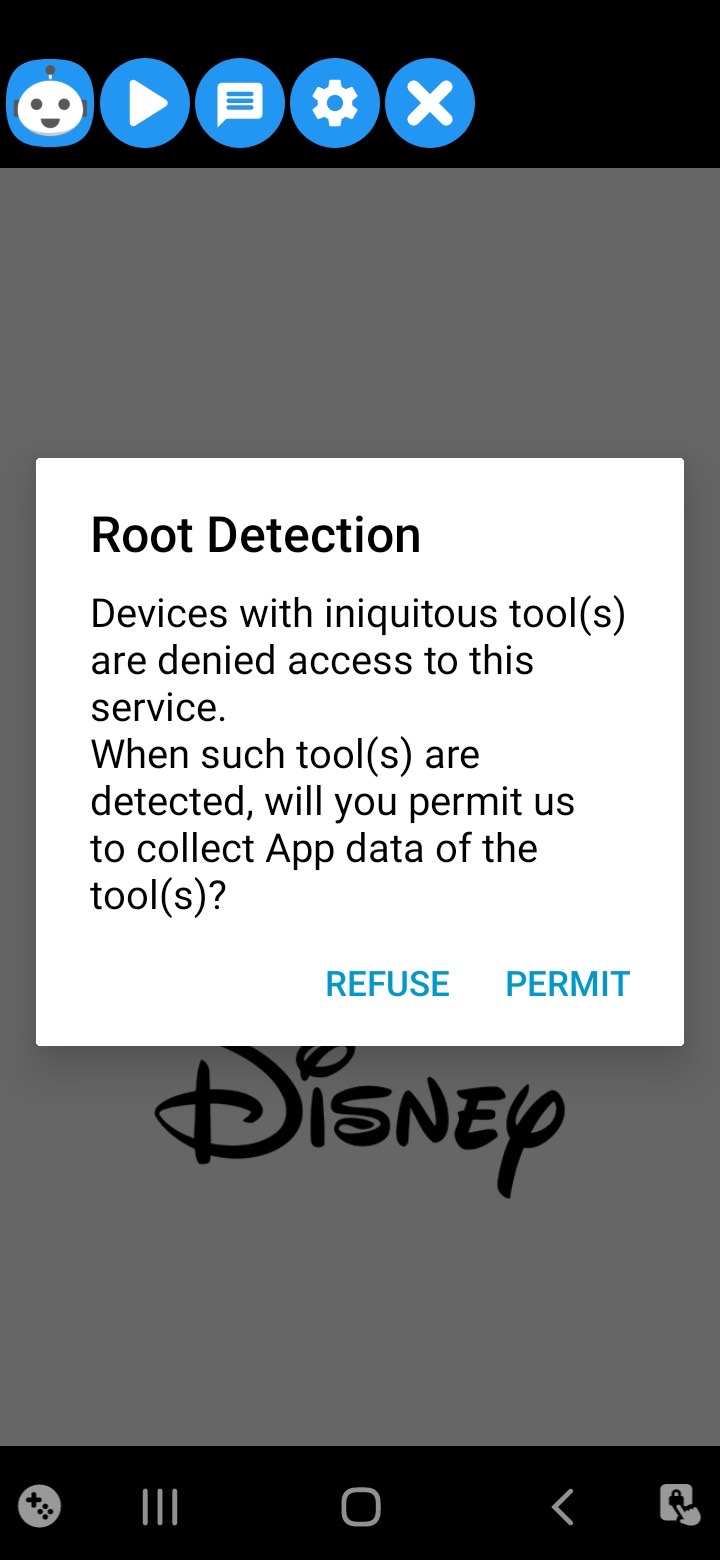 Root Detection
Devices with iniquitous tool(s)
are denied access to this
service.
When such tool(s) are
detected, will you permit us
to collect App data of the
tool(s)?
REFUSE PERMIT
Disney